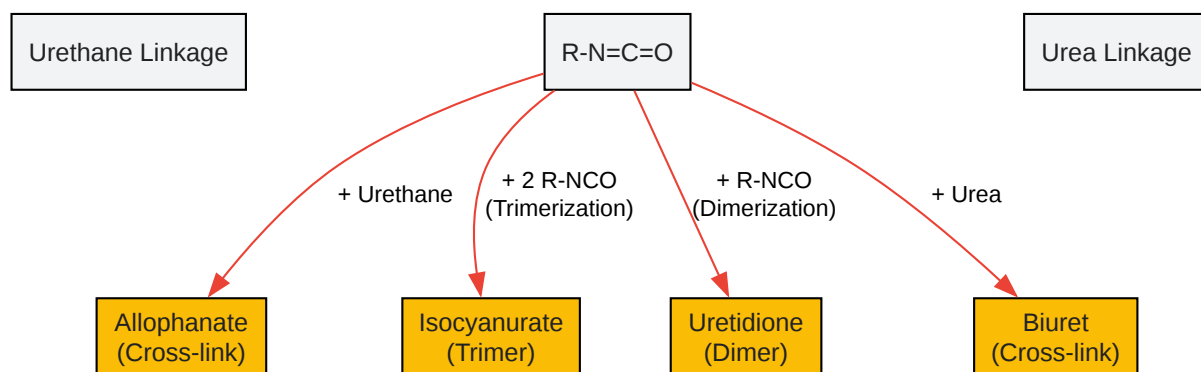 Urethane Linkage
R-N=C=O
Urea Linkage
+ Urethane
+ 2 R-NCO
(Trimerization)
+ R-NCO
(Dimerization)
+ Urea
Allophanate
(Cross-link)
Isocyanurate
(Trimer)
Uretidione
(Dimer)
Biuret
(Cross-link)